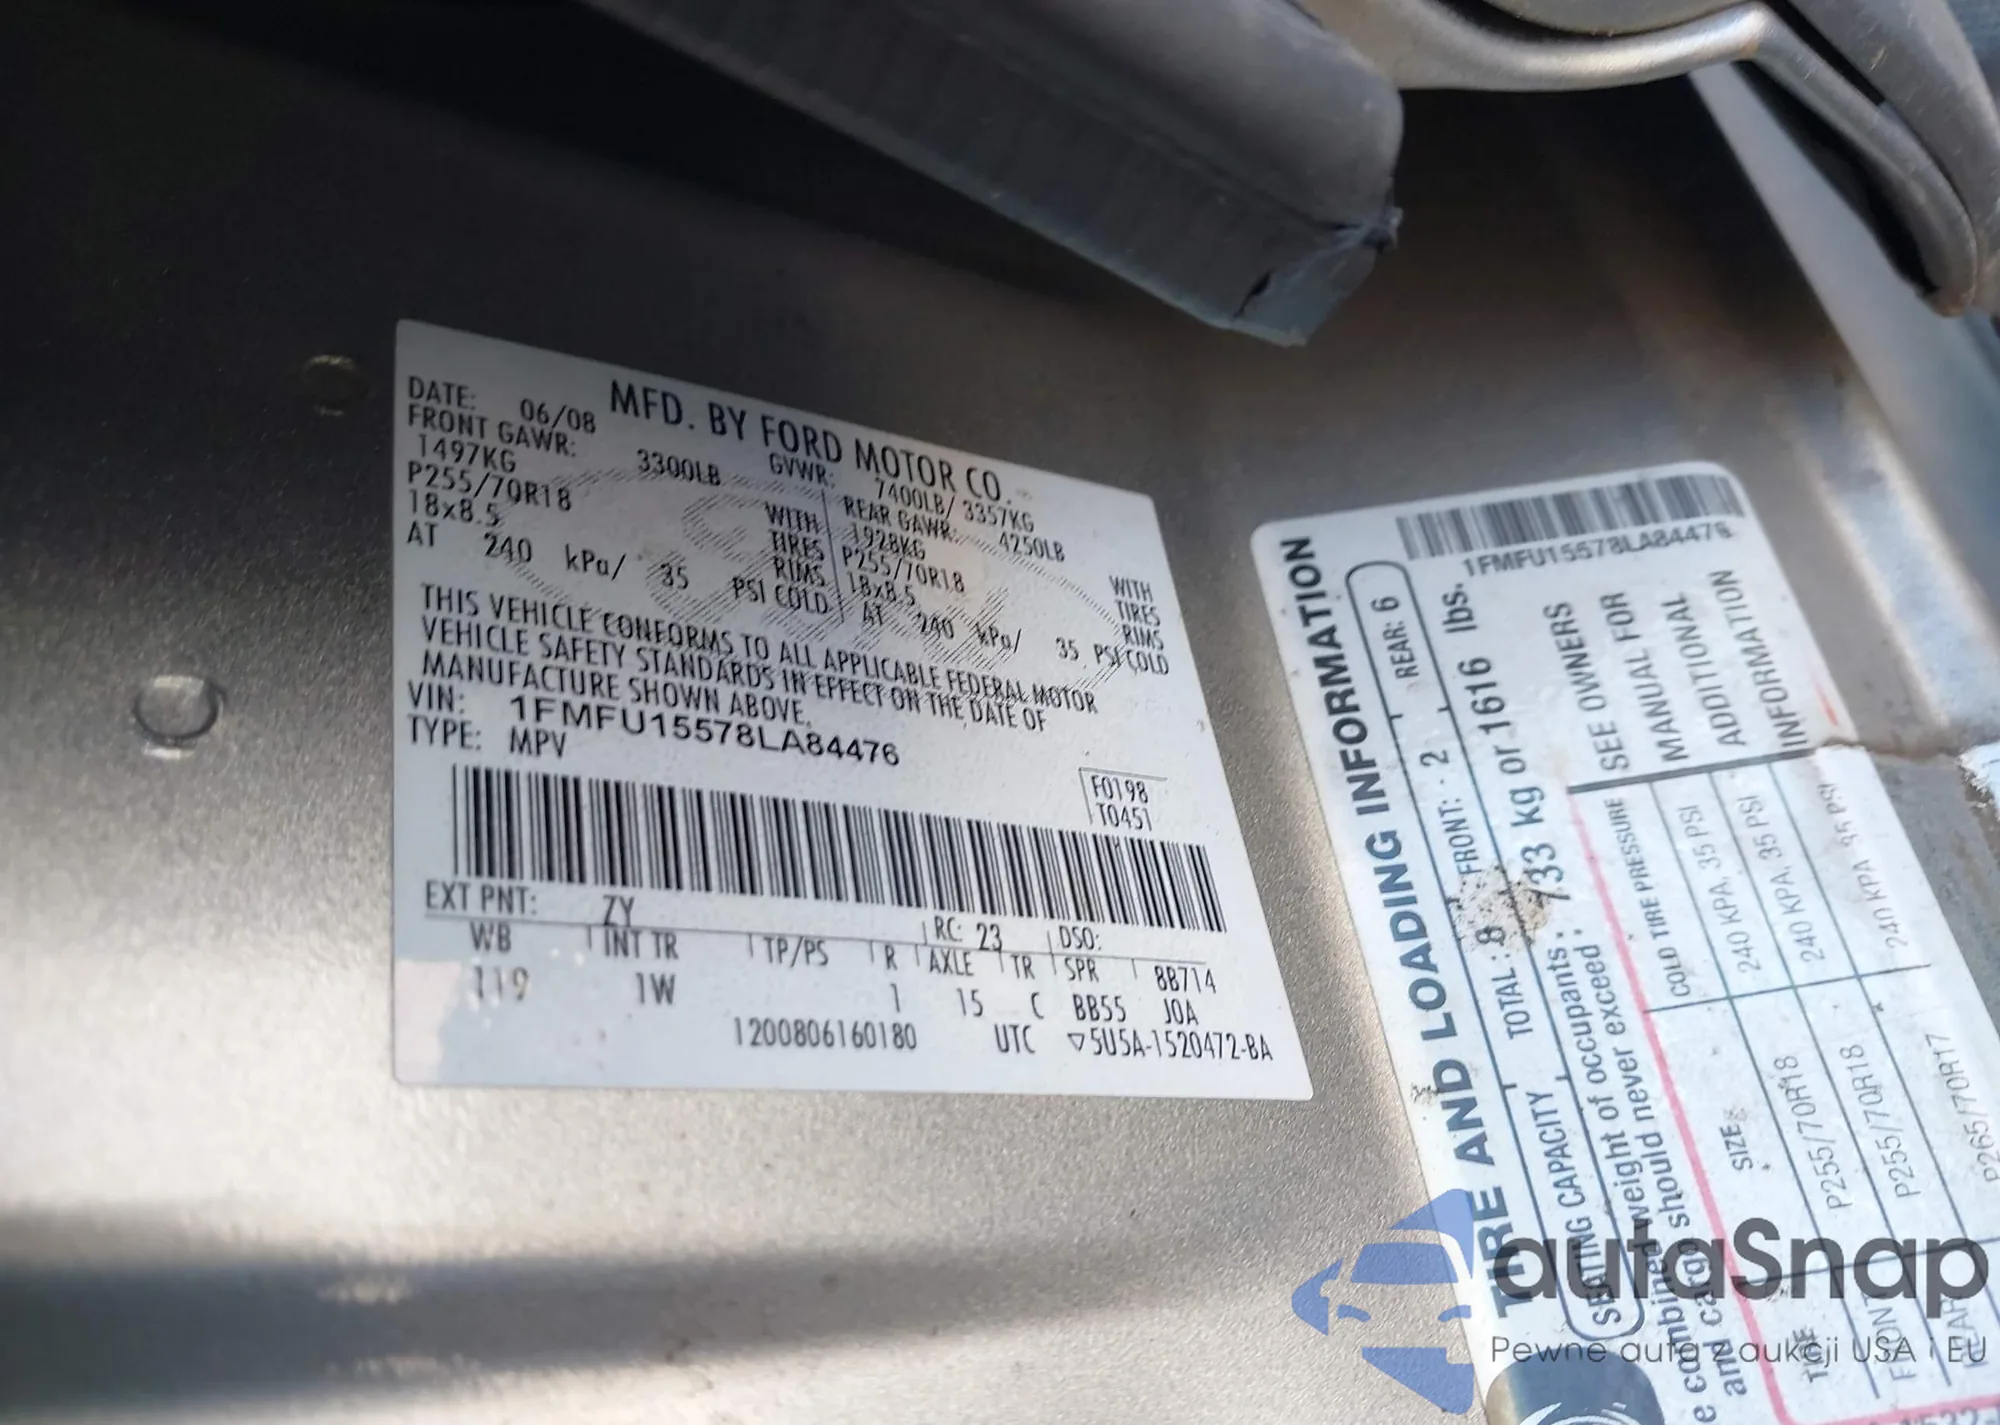 MFD. BY FORD MOTOR CO.
DATE: 06/08 GVWR: 7400LB/ 3357KG
FRONT GAWR: 3300LB REAR GAWR: 4250LB
1497KG WITH 1928KG WITH
P255/70R18 TIRES P255/70R18 TIRES
18x8.5 RIMS 18x8.5 RIMS
AT 240 kPa/ 35 PSI COLD AT 240 kPa/ 35 PSI COLD
THIS VEHICLE CONFORMS TO ALL APPLICABLE FEDERAL MOTOR
VEHICLE SAFETY STANDARDS IN EFFECT ON THE DATE OF
MANUFACTURE SHOWN ABOVE.
VIN: 1FMFU15578LA84476
TYPE: MPV
F0198
T0451
EXT PNT: ZY RC: 23 DSO:
WB INT TR TP/PS R AXLE TR SPR 8B714
119 1W 1 15 C BB55 JOA
1200806160180 UTC ▽5U5A-1520472-BA
1FMFU15578LA84476
TIRE AND LOADING INFORMATION
SEATING CAPACITY TOTAL: 8 FRONT: 2 REAR: 6
combined weight of occupants:
and cargo should never exceed: 733 kg or 1616 lbs.
SIZE COLD TIRE PRESSURE
P255/70R18 240 KPA, 35 PSI
P255/70R18 240 KPA, 35 PSI
P265/70R17 240 KPA, 35 PSI
SEE OWNERS
MANUAL FOR
ADDITIONAL
INFORMATION
autaSnap
Pewne auta z aukcji USA i EU